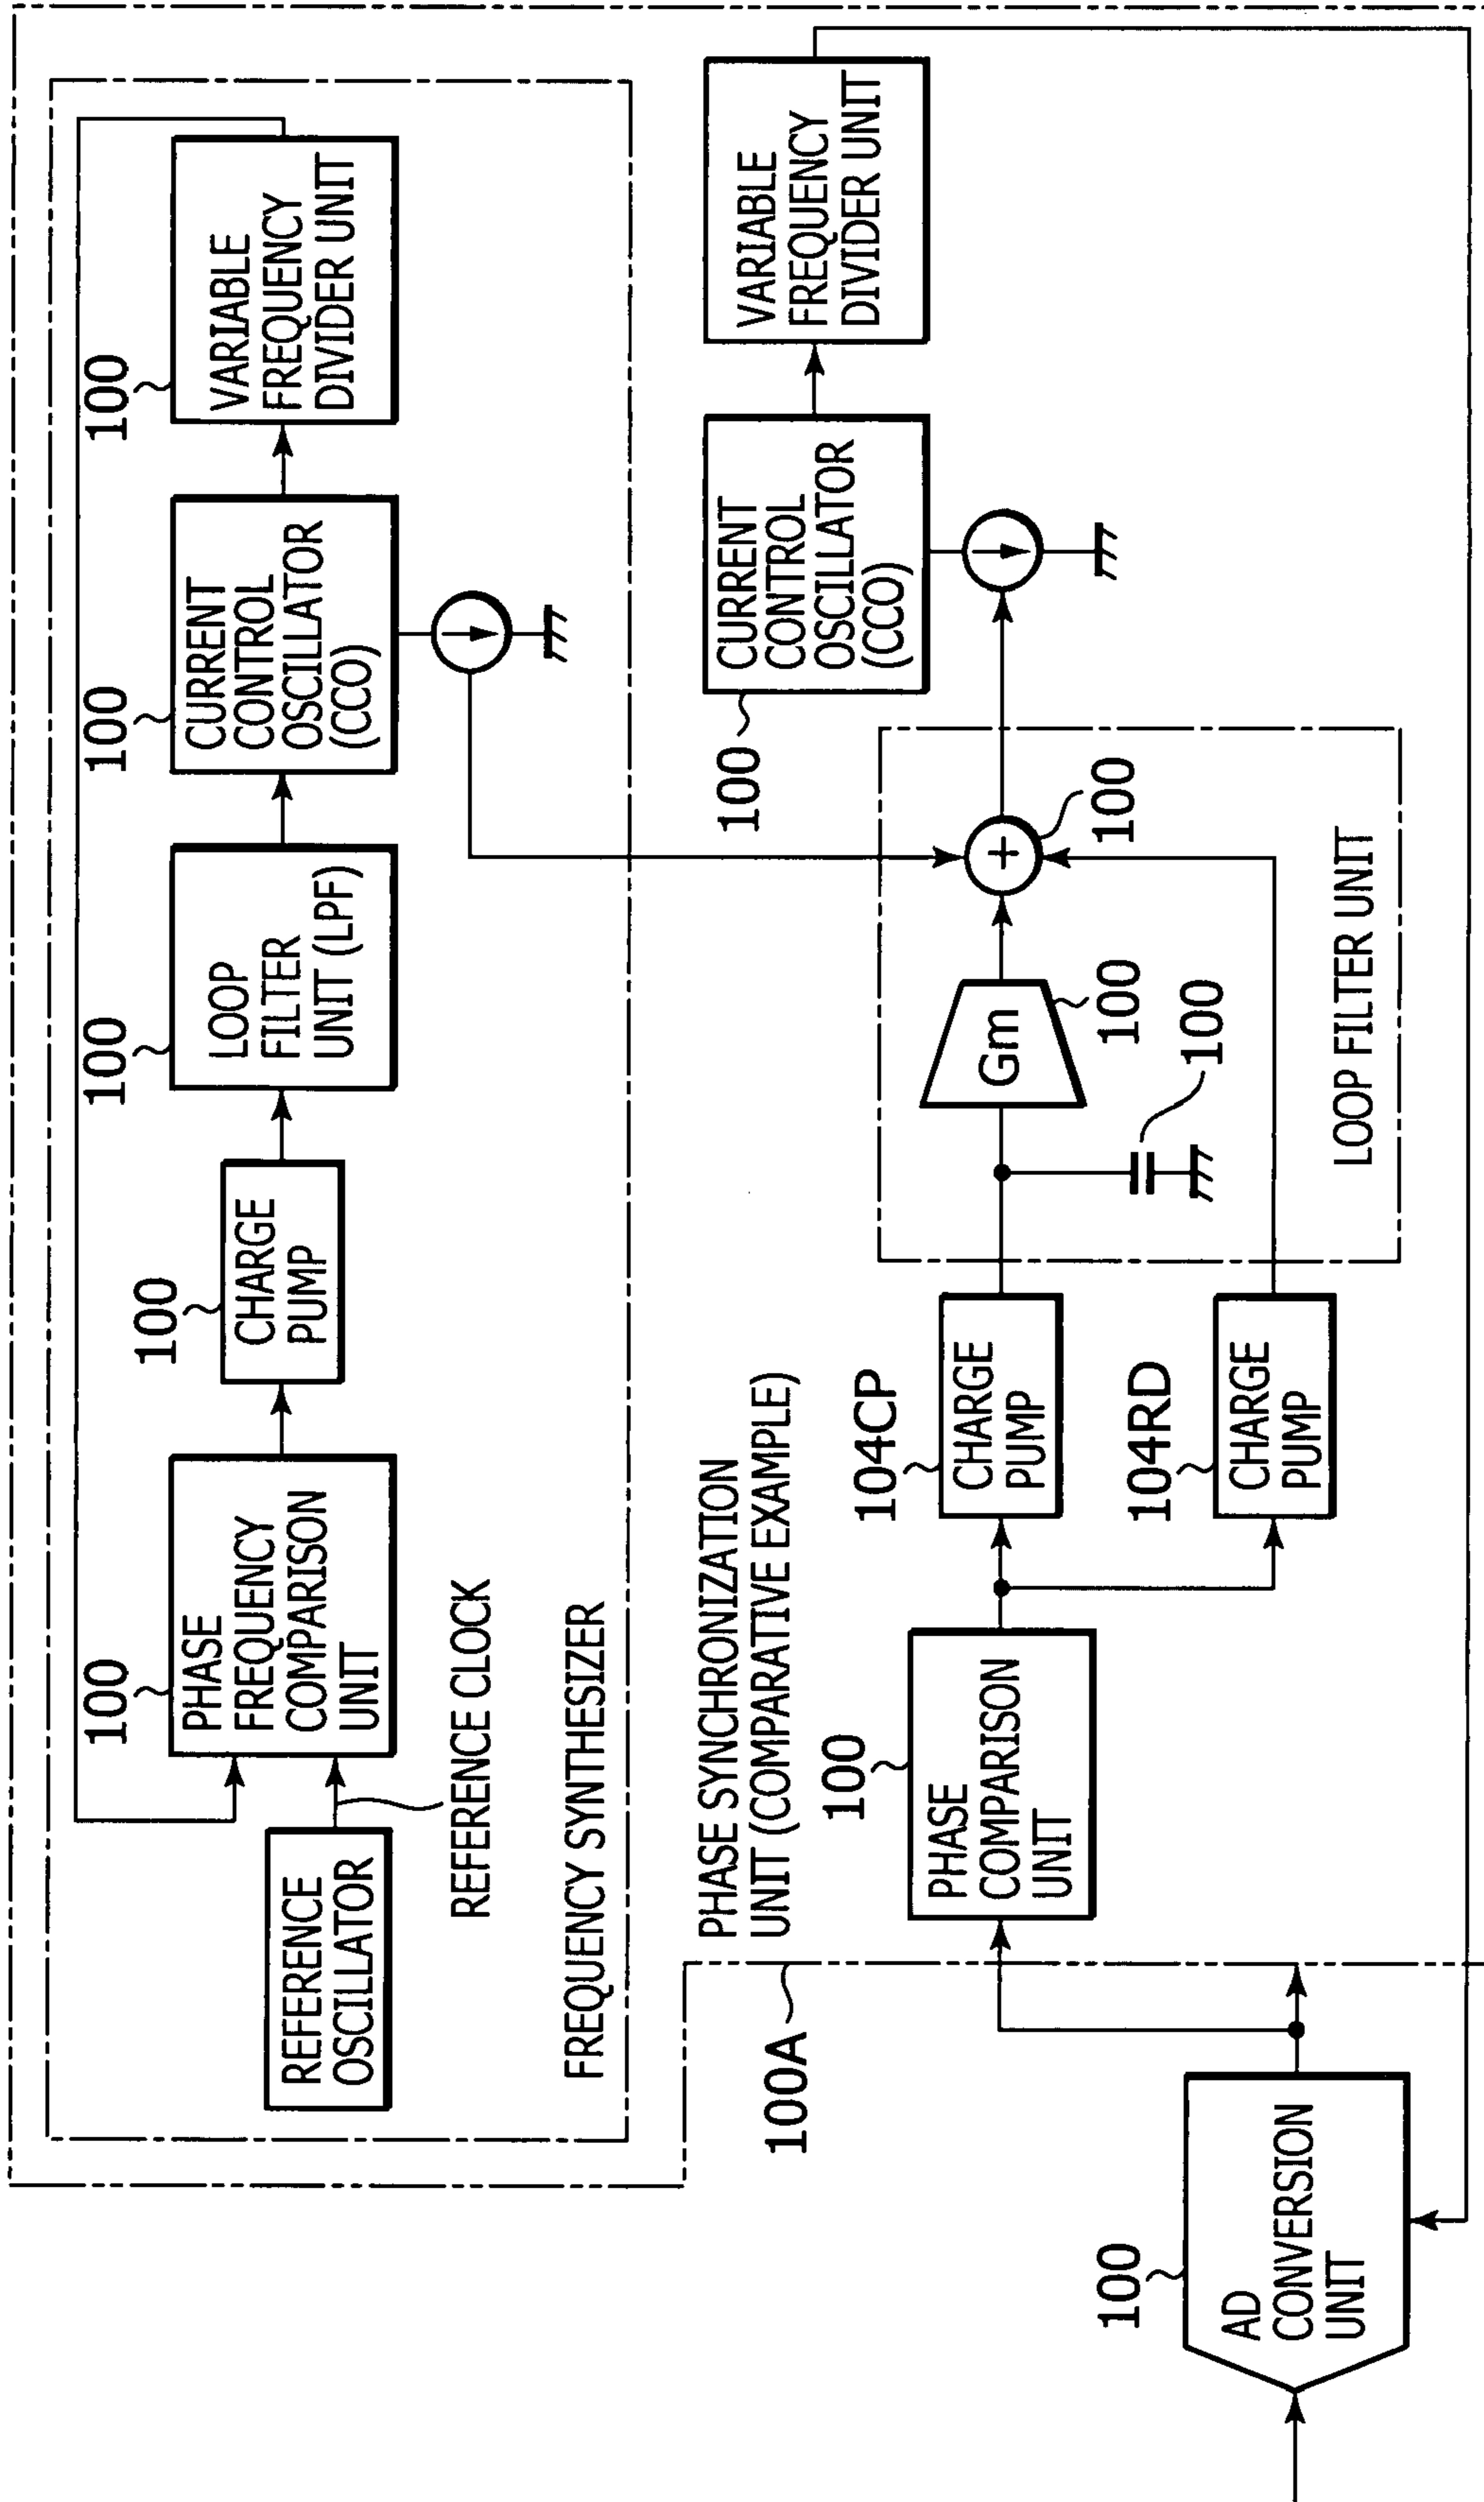 100
100
100
100
100
REFERENCE
OSCILLATOR
PHASE
FREQUENCY
COMPARISON
UNIT
CHARGE
PUMP
LOOP
FILTER
UNIT (LPF)
CURRENT
CONTROL
OSCILLATOR
(CCO)
VARIABLE
FREQUENCY
DIVIDER UNIT
REFERENCE CLOCK
FREQUENCY SYNTHESIZER
PHASE SYNCHRONIZATION
UNIT (COMPARATIVE EXAMPLE)
100A
100
PHASE
COMPARISON
UNIT
104CP
CHARGE
PUMP
104RD
CHARGE
PUMP
Gm
100
100
+
100
LOOP FILTER UNIT
100
CURRENT
CONTROL
OSCILLATOR
(CCO)
VARIABLE
FREQUENCY
DIVIDER UNIT
100
AD
CONVERSION
UNIT